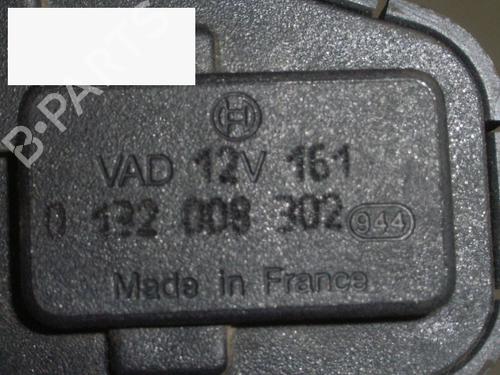 VAD 12V 161
0 132 008 302 944
Made in France
B-PARTS